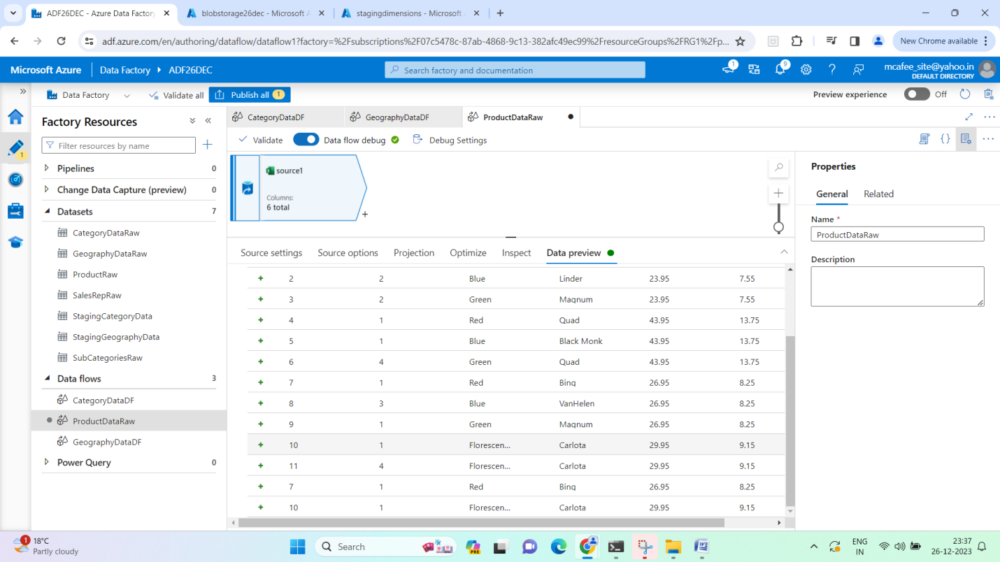 ADF26DEC - Azure Data Factory
blobstorage26dec - Microsoft A
stagingdimensions - Microsoft
adf.azure.com/en/authoring/dataflow/dataflow1?factory=%2Fsubscriptions%2F07c5478c-87ab-4868-9c13-382afc49ec99%2FresourceGroups%2FRG1%2Fp...
New Chrome available
Microsoft Azure
Data Factory
ADF26DEC
Search factory and documentation
1
9
mcafee_site@yahoo.in
DEFAULT DIRECTORY
Data Factory
Validate all
Publish all 1
Preview experience
Off
1
Factory Resources
Filter resources by name
Pipelines 0
Change Data Capture (preview) 0
Datasets 7
CategoryDataRaw
GeographyDataRaw
ProductRaw
SalesRepRaw
StagingCategoryData
StagingGeographyData
SubCategoriesRaw
Data flows 3
CategoryDataDF
ProductDataRaw
GeographyDataDF
Power Query 0
CategoryDataDF
GeographyDataDF
ProductDataRaw
Validate
Data flow debug
Debug Settings
source1
Columns:
6 total
Source settings
Source options
Projection
Optimize
Inspect
Data preview
2 2 Blue Linder 23.95 7.55
3 2 Green Magnum 23.95 7.55
4 1 Red Quad 43.95 13.75
5 1 Blue Black Monk 43.95 13.75
6 4 Green Quad 43.95 13.75
7 1 Red Bing 26.95 8.25
8 3 Blue VanHelen 26.95 8.25
9 1 Green Magnum 26.95 8.25
10 1 Florescen... Carlota 29.95 9.15
11 4 Florescen... Carlota 29.95 9.15
7 1 Red Bing 26.95 8.25
10 1 Florescen... Carlota 29.95 9.15
Properties
General
Related
Name *
ProductDataRaw
Description
1
18°C
Partly cloudy
Search
PRE
ENG
IN
23:37
26-12-2023